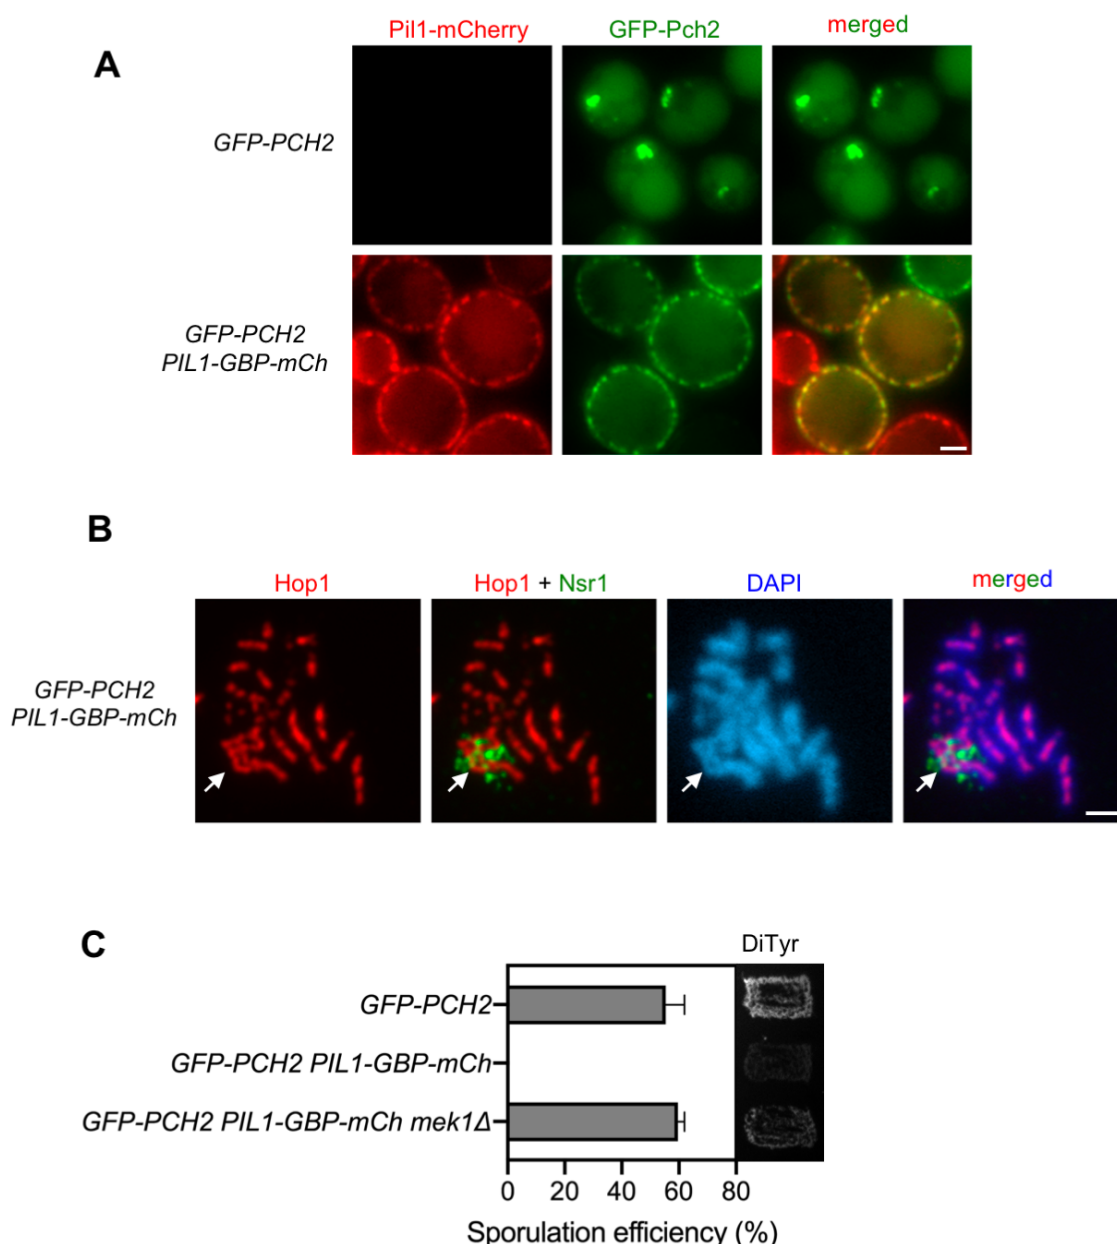 A
Pil1-mCherry GFP-Pch2 merged
GFP-PCH2
GFP-PCH2
PIL1-GBP-mCh
B
Hop1 Hop1 + Nsr1 DAPI merged
GFP-PCH2
PIL1-GBP-mCh
C
DiTyr
GFP-PCH2
GFP-PCH2 PIL1-GBP-mCh
GFP-PCH2 PIL1-GBP-mCh mek1Δ
0 20 40 60 80
Sporulation efficiency (%)